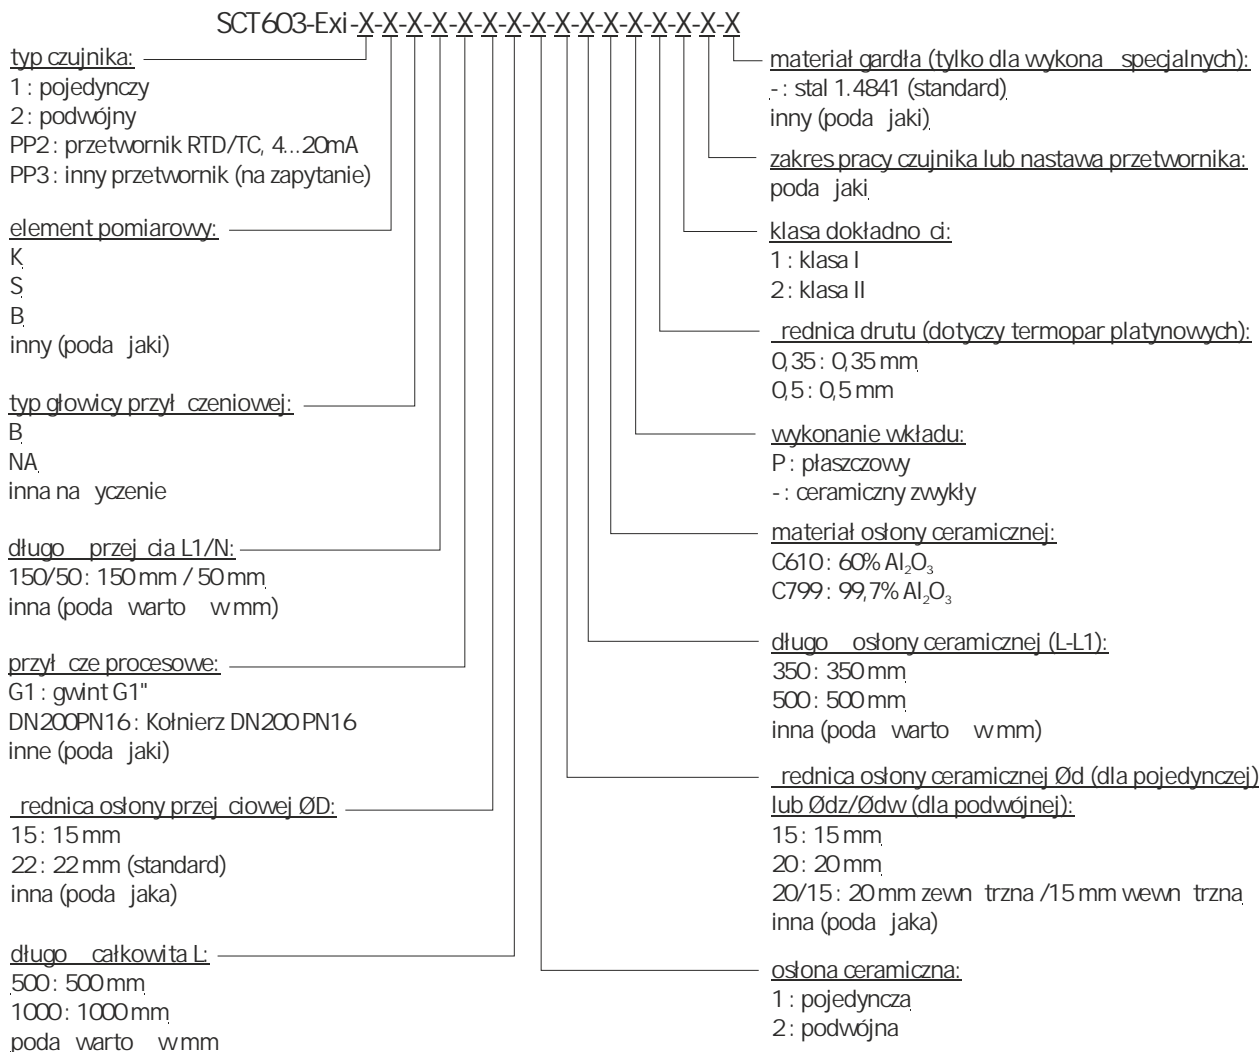 SCT603-Exi-X-X-X-X-X-X-X-X-X-X-X-X-X-X-X-X
typ czujnika:
1 : pojedynczy
2 : podwójny
PP2 : przetwornik RTD/TC, 4...20mA
PP3 : inny przetwornik (na zapytanie)
element pomiarowy:
K
S
B
inny (poda jaki)
typ głowicy przył czeniowej:
B
NA
inna na yczenie
długo przej cia L1/N:
150/50 : 150 mm / 50 mm
inna (poda warto w mm)
przył cze procesowe:
G1 : gwint G1"
DN200PN16 : Kołnierz DN200 PN16
inne (poda jaki)
rednica osłony przej ciowej ØD:
15 : 15 mm
22 : 22 mm (standard)
inna (poda jaka)
długo całkowita L:
500 : 500 mm
1000 : 1000 mm
poda warto w mm
materiał gardła (tylko dla wykona specjalnych):
- : stal 1.4841 (standard)
inny (poda jaki)
zakres pracy czujnika lub nastawa przetwornika:
poda jaki
klasa dokładno ci:
1 : klasa I
2 : klasa II
rednica drutu (dotyczy termopar platynowych):
0,35 : 0,35 mm
0,5 : 0,5 mm
wykonanie wkładu:
P : płaszczowy
- : ceramiczny zwykły
materiał osłony ceramicznej:
C610 : 60% Al₂O₃
C799 : 99,7% Al₂O₃
długo osłony ceramicznej (L-L1):
350 : 350 mm
500 : 500 mm
inna (poda warto w mm)
rednica osłony ceramicznej Ød (dla pojedynczej)
lub Ødz/Ødw (dla podwójnej):
15 : 15 mm
20 : 20 mm
20/15 : 20 mm zewn trzna /15 mm wewn trzna
inna (poda jaka)
osłona ceramiczna:
1 : pojedyncza
2 : podwójna